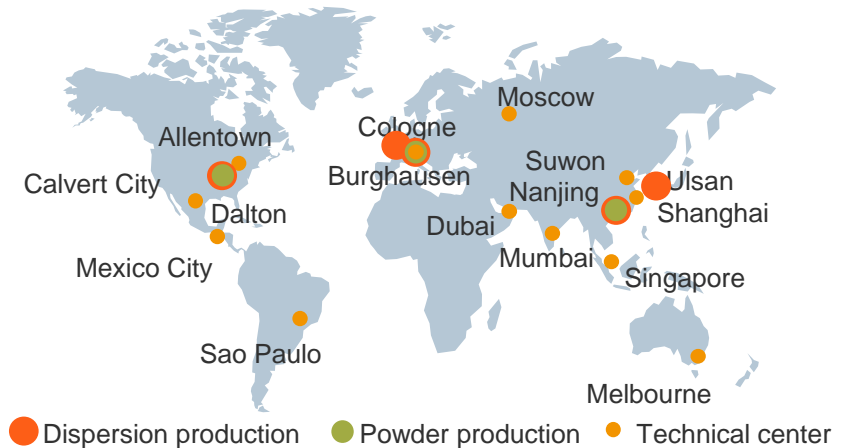 Moscow
Cologne
Allentown
Suwon
Burghausen
Calvert City
Ulsan
Nanjing
Dalton
Shanghai
Dubai
Mumbai
Mexico City
Singapore
Sao Paulo
Melbourne
Dispersion production
Powder production
Technical center